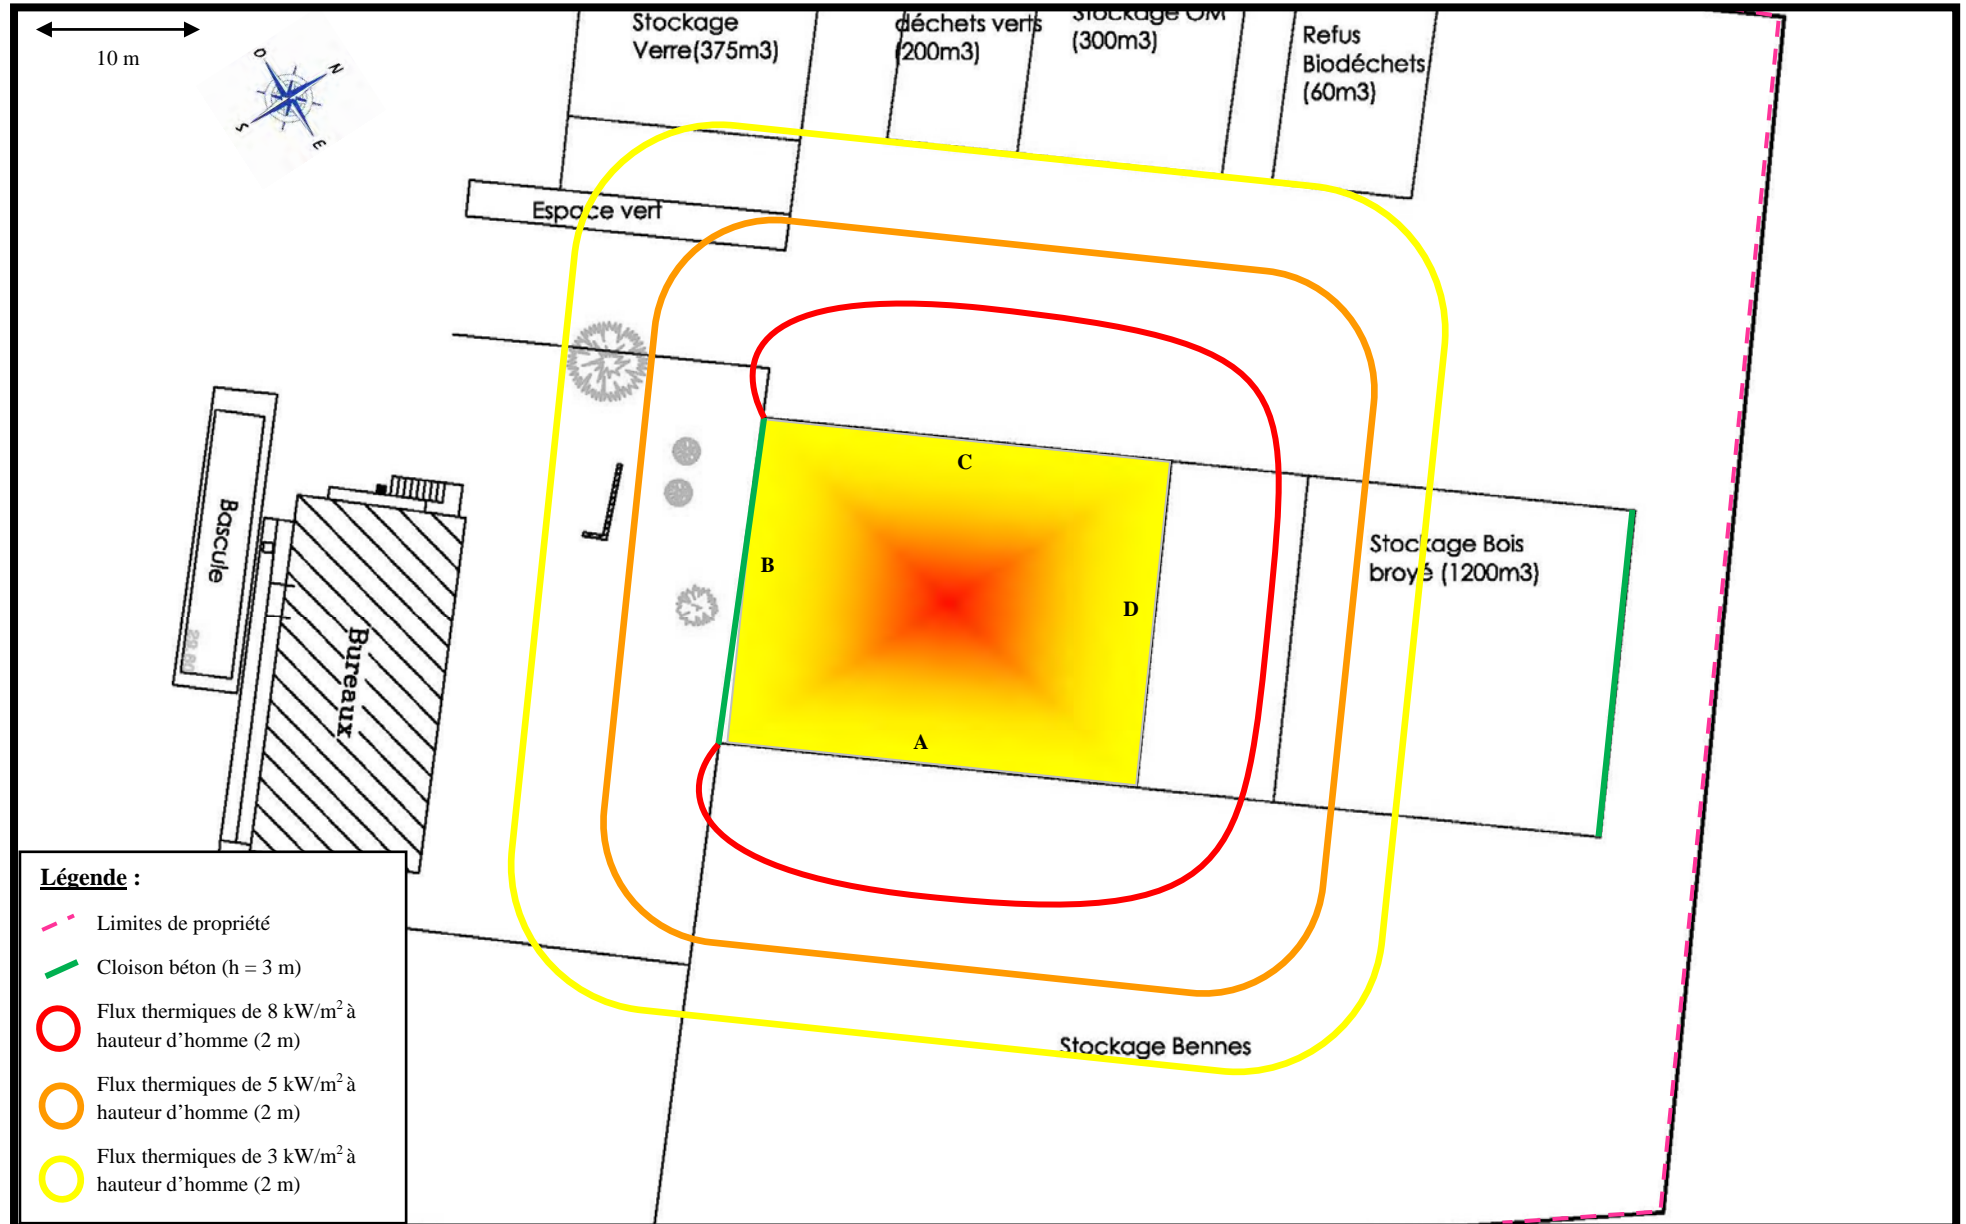 10 m
O
N
S
E
Stockage
Verre(375m3)
déchets verts
(200m3)
Stockage OM
(300m3)
Refus
Biodéchets
(60m3)
Espace vert
C
B
D
A
Stockage Bois
broyé (1200m3)
Bascule
Bureaux
Stockage Bennes
Légende :
Limites de propriété
Cloison béton (h = 3 m)
Flux thermiques de 8 kW/m² à
hauteur d'homme (2 m)
Flux thermiques de 5 kW/m² à
hauteur d'homme (2 m)
Flux thermiques de 3 kW/m² à
hauteur d'homme (2 m)